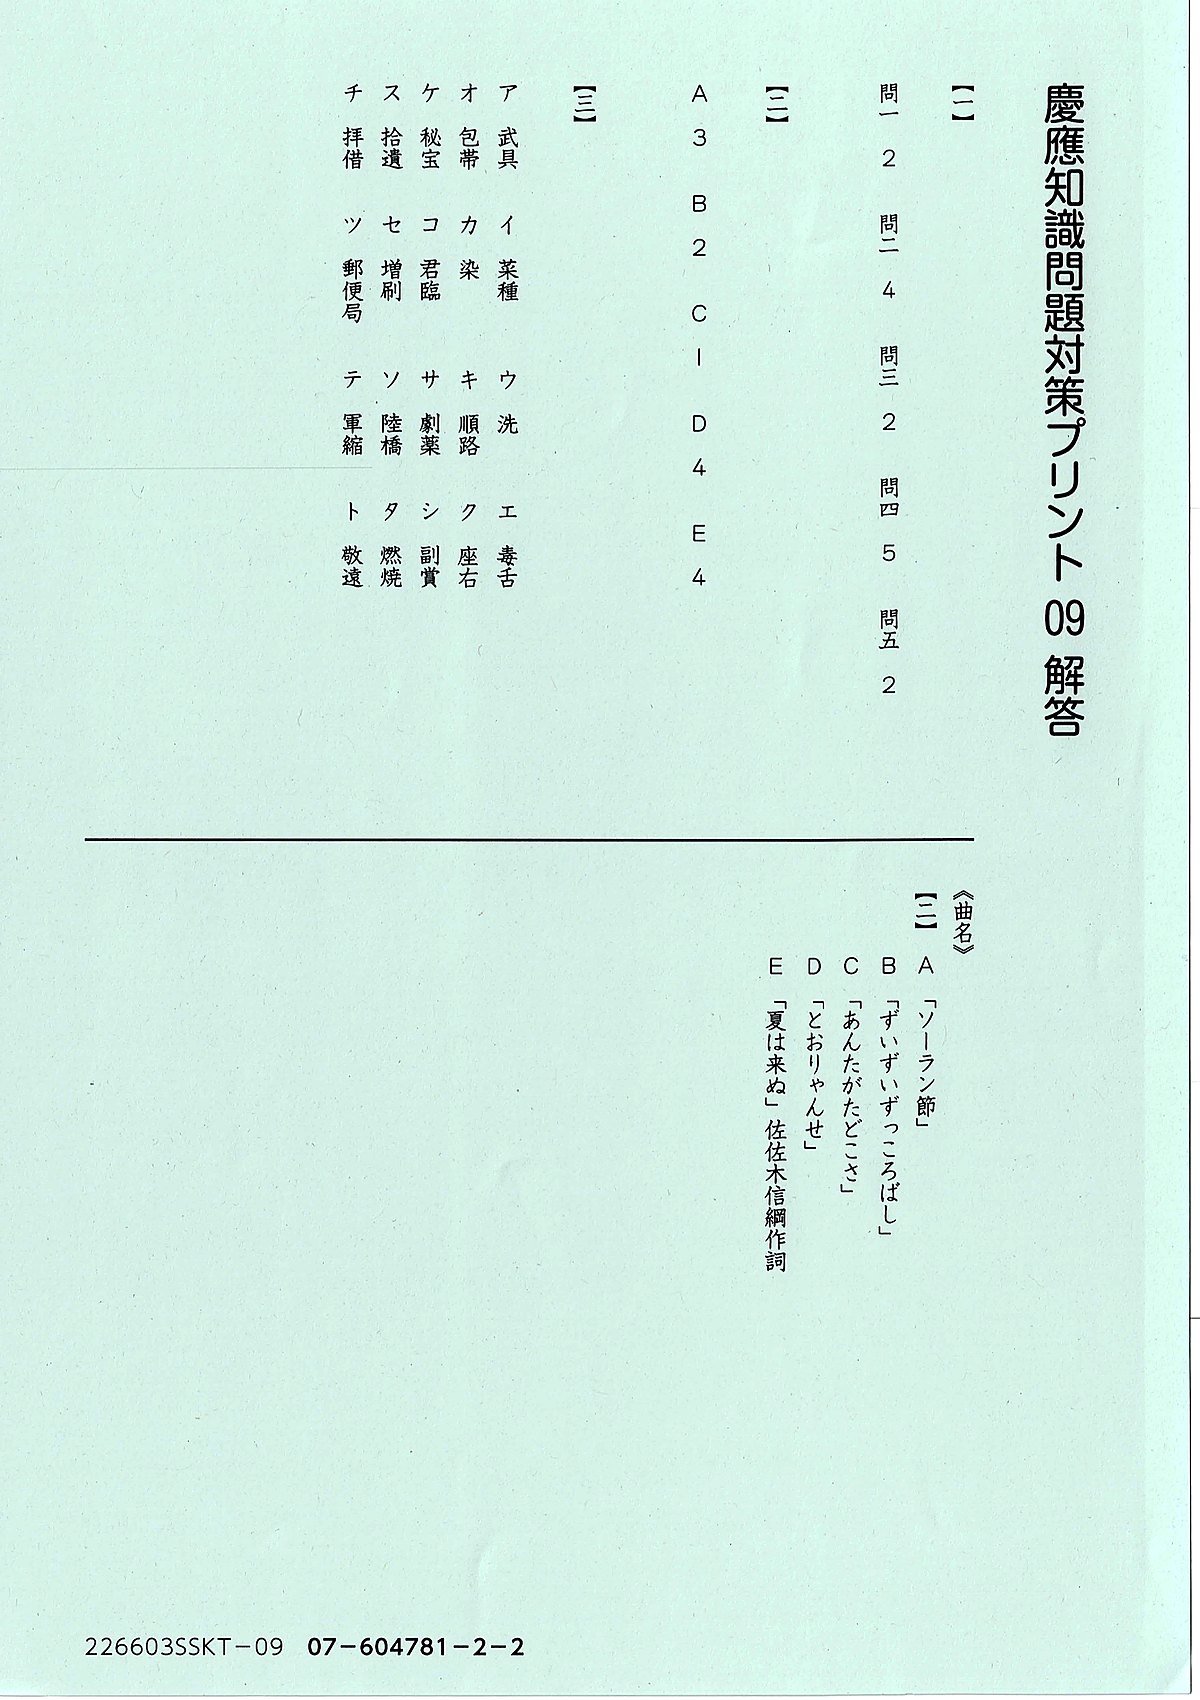 慶應知識問題対策プリント 09 解答
【一】
問一 2 問二 4 問三 2 問四 5 問五 2
【二】
A 3 B 2 C 1 D 4 E 4
【三】
ア 武具 イ 菜種 ウ 洗 エ 毒舌
オ 包帯 カ 染 キ 順路 ク 座右
ケ 秘宝 コ 君臨 サ 劇薬 シ 副賞
ス 拾遺 セ 増刷 ソ 陸橋 タ 燃焼
チ 拝借 ツ 郵便局 テ 軍縮 ト 敬遠
《曲名》
【二】 A 「ソーラン節」
B 「ずいずいずっころばし」
C 「あんたがたどこさ」
D 「とおりゃんせ」
E 「夏は来ぬ」佐佐木信綱作詞
226603SSKT－09 07－604781－2－2